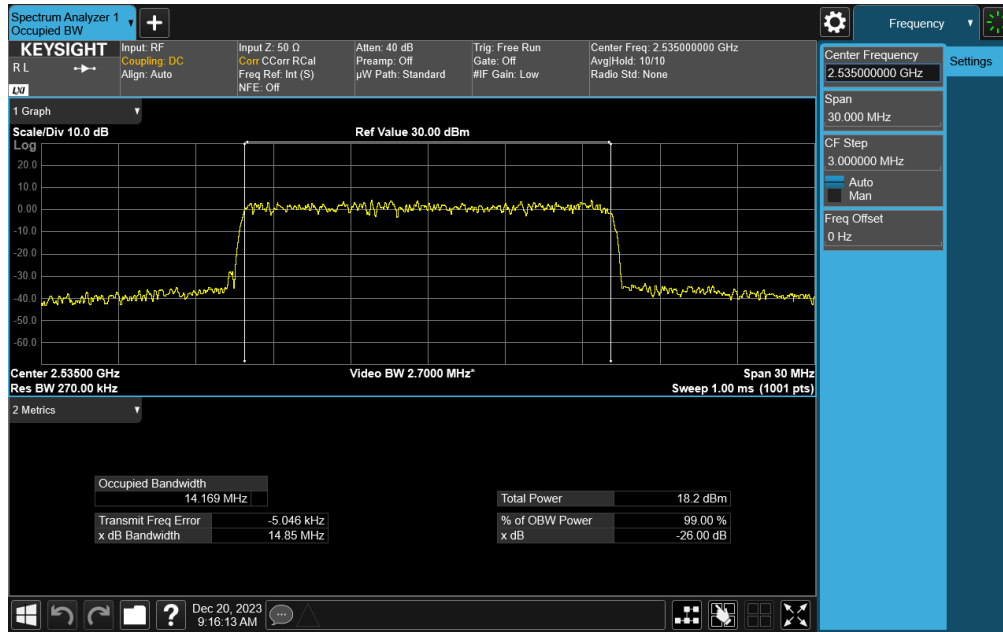 Spectrum Analyzer 1
Occupied BW
+
Frequency
KEYSIGHT
R L
LXI
Input: RF
Coupling: DC
Align: Auto
Input Z: 50 Ω
Corr CCorr RCal
Freq Ref: Int (S)
NFE: Off
Atten: 40 dB
Preamp: Off
µW Path: Standard
Trig: Free Run
Gate: Off
#IF Gain: Low
Center Freq: 2.535000000 GHz
Avg|Hold: 10/10
Radio Std: None
Center Frequency
2.535000000 GHz
Settings
Span
30.000 MHz
CF Step
3.000000 MHz
Auto
Man
Freq Offset
0 Hz
1 Graph
Scale/Div 10.0 dB
Ref Value 30.00 dBm
Log
20.0
10.0
0.00
-10.0
-20.0
-30.0
-40.0
-50.0
-60.0
Center 2.53500 GHz
Video BW 2.7000 MHz*
Span 30 MHz
Res BW 270.00 kHz
Sweep 1.00 ms (1001 pts)
2 Metrics
Occupied Bandwidth
14.169 MHz
Total Power 18.2 dBm
Transmit Freq Error -5.046 kHz
% of OBW Power 99.00 %
x dB Bandwidth 14.85 MHz
x dB -26.00 dB
?
Dec 20, 2023
9:16:13 AM